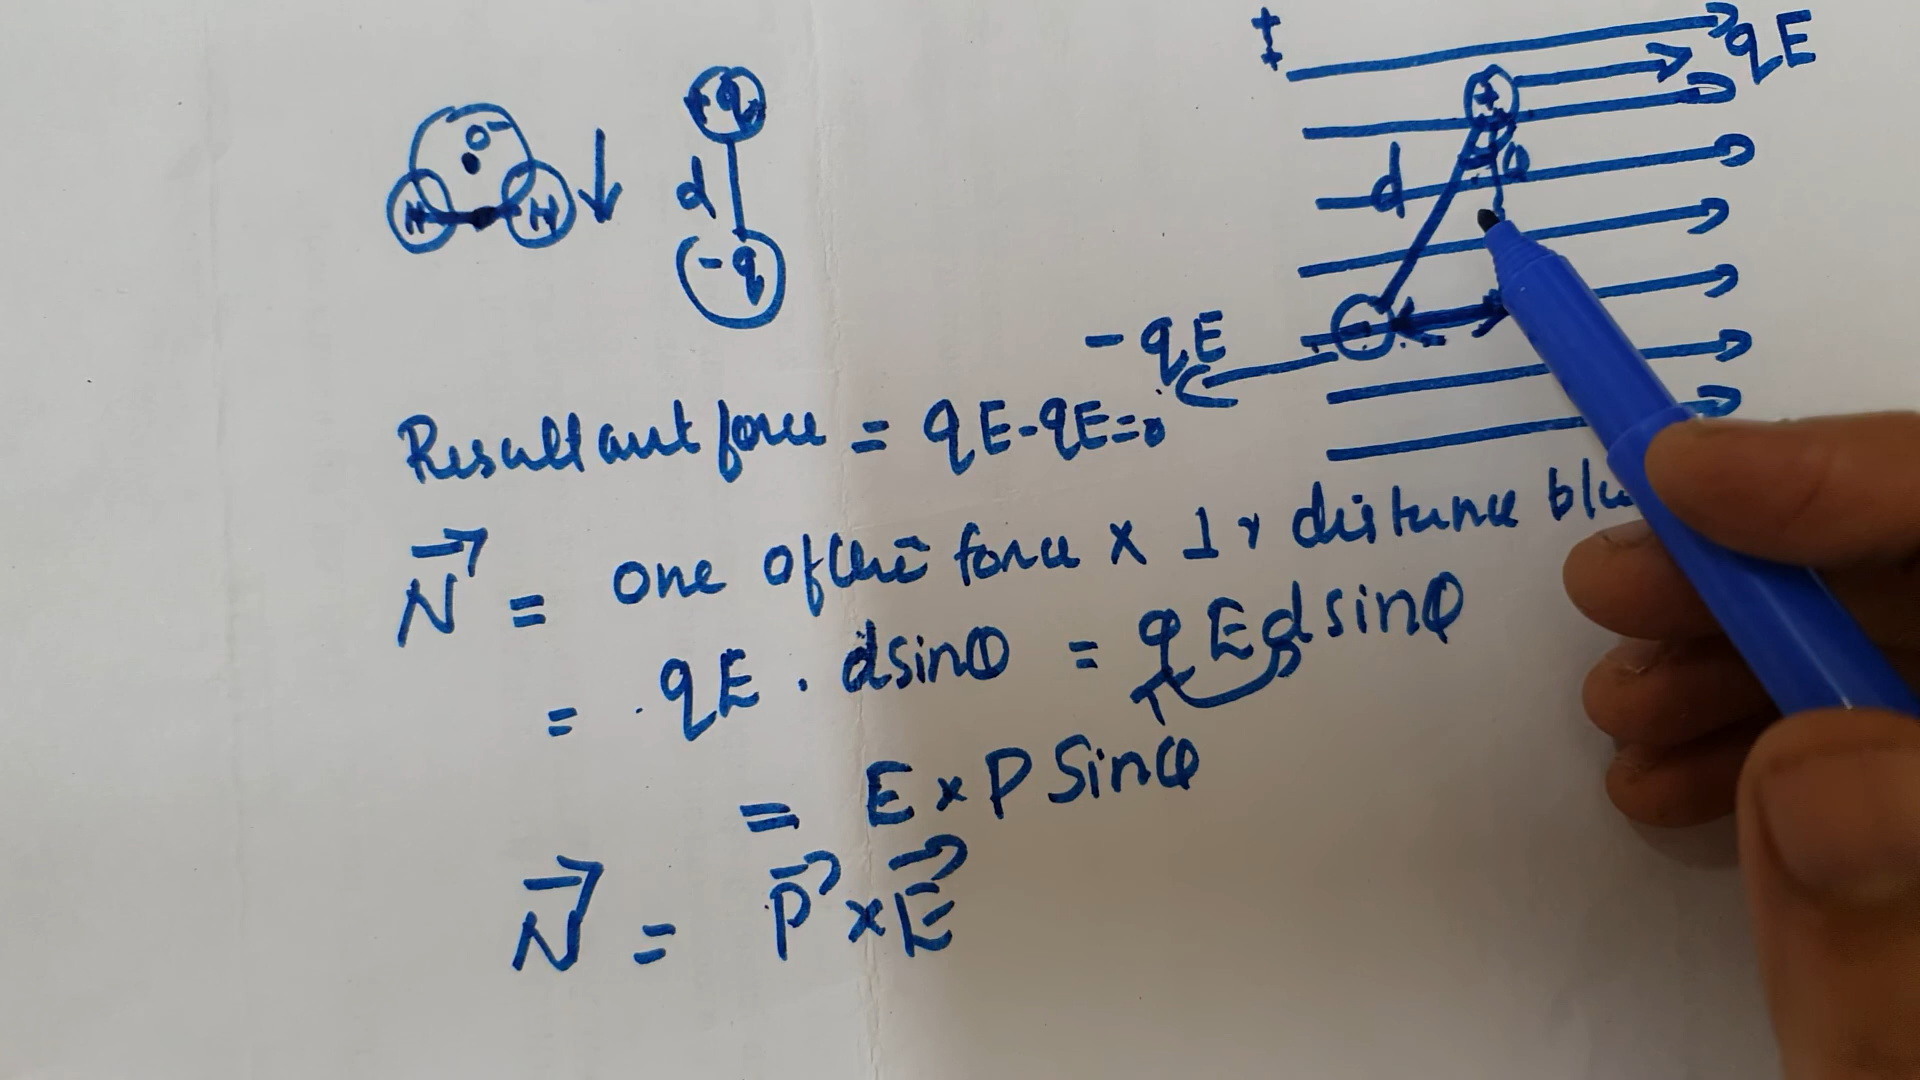 O-
H H
+q
d
-q
+
+
qE
d
θ
-
-qE
Resultant force = qE-qE=0
N⃗ = one of the force x ⊥r distance b/w
= qE . dsinθ = qEdsinθ
= E x P Sinθ
N⃗ = P⃗ x E⃗